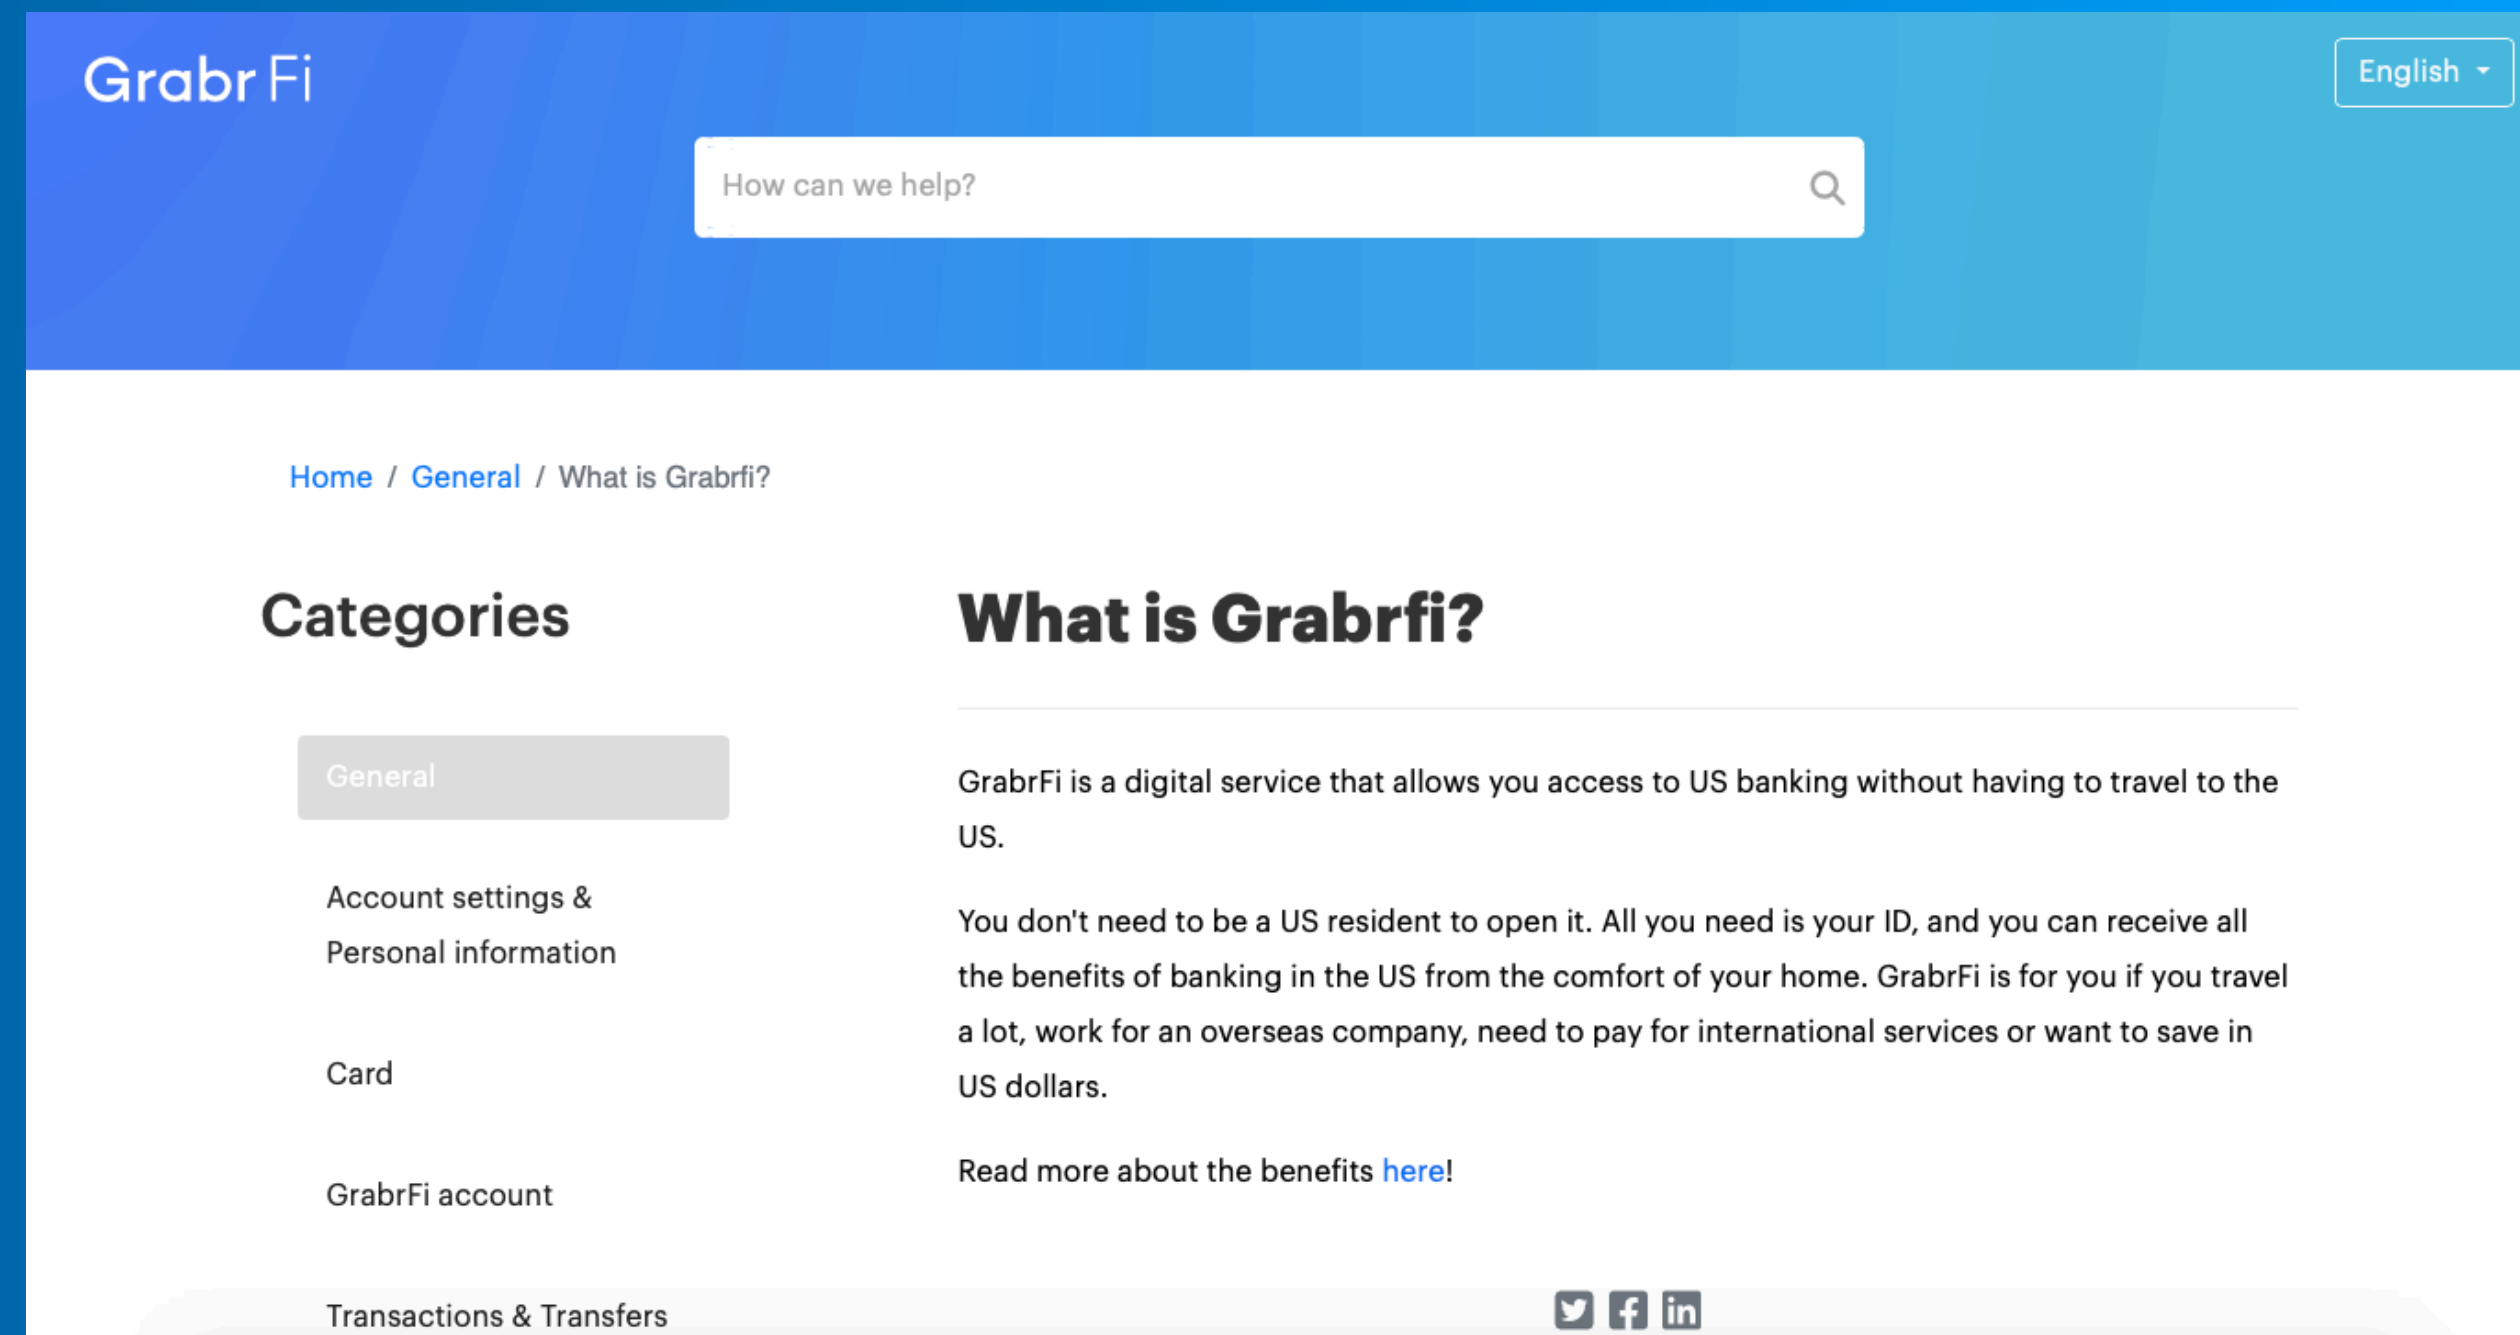 Grabr Fi
English
How can we help?
Home / General / What is Grabrfi?
Categories
General
Account settings &
Personal information
Card
GrabrFi account
Transactions & Transfers
What is Grabrfi?
GrabrFi is a digital service that allows you access to US banking without having to travel to the
US.
You don't need to be a US resident to open it. All you need is your ID, and you can receive all
the benefits of banking in the US from the comfort of your home. GrabrFi is for you if you travel
a lot, work for an overseas company, need to pay for international services or want to save in
US dollars.
Read more about the benefits here!